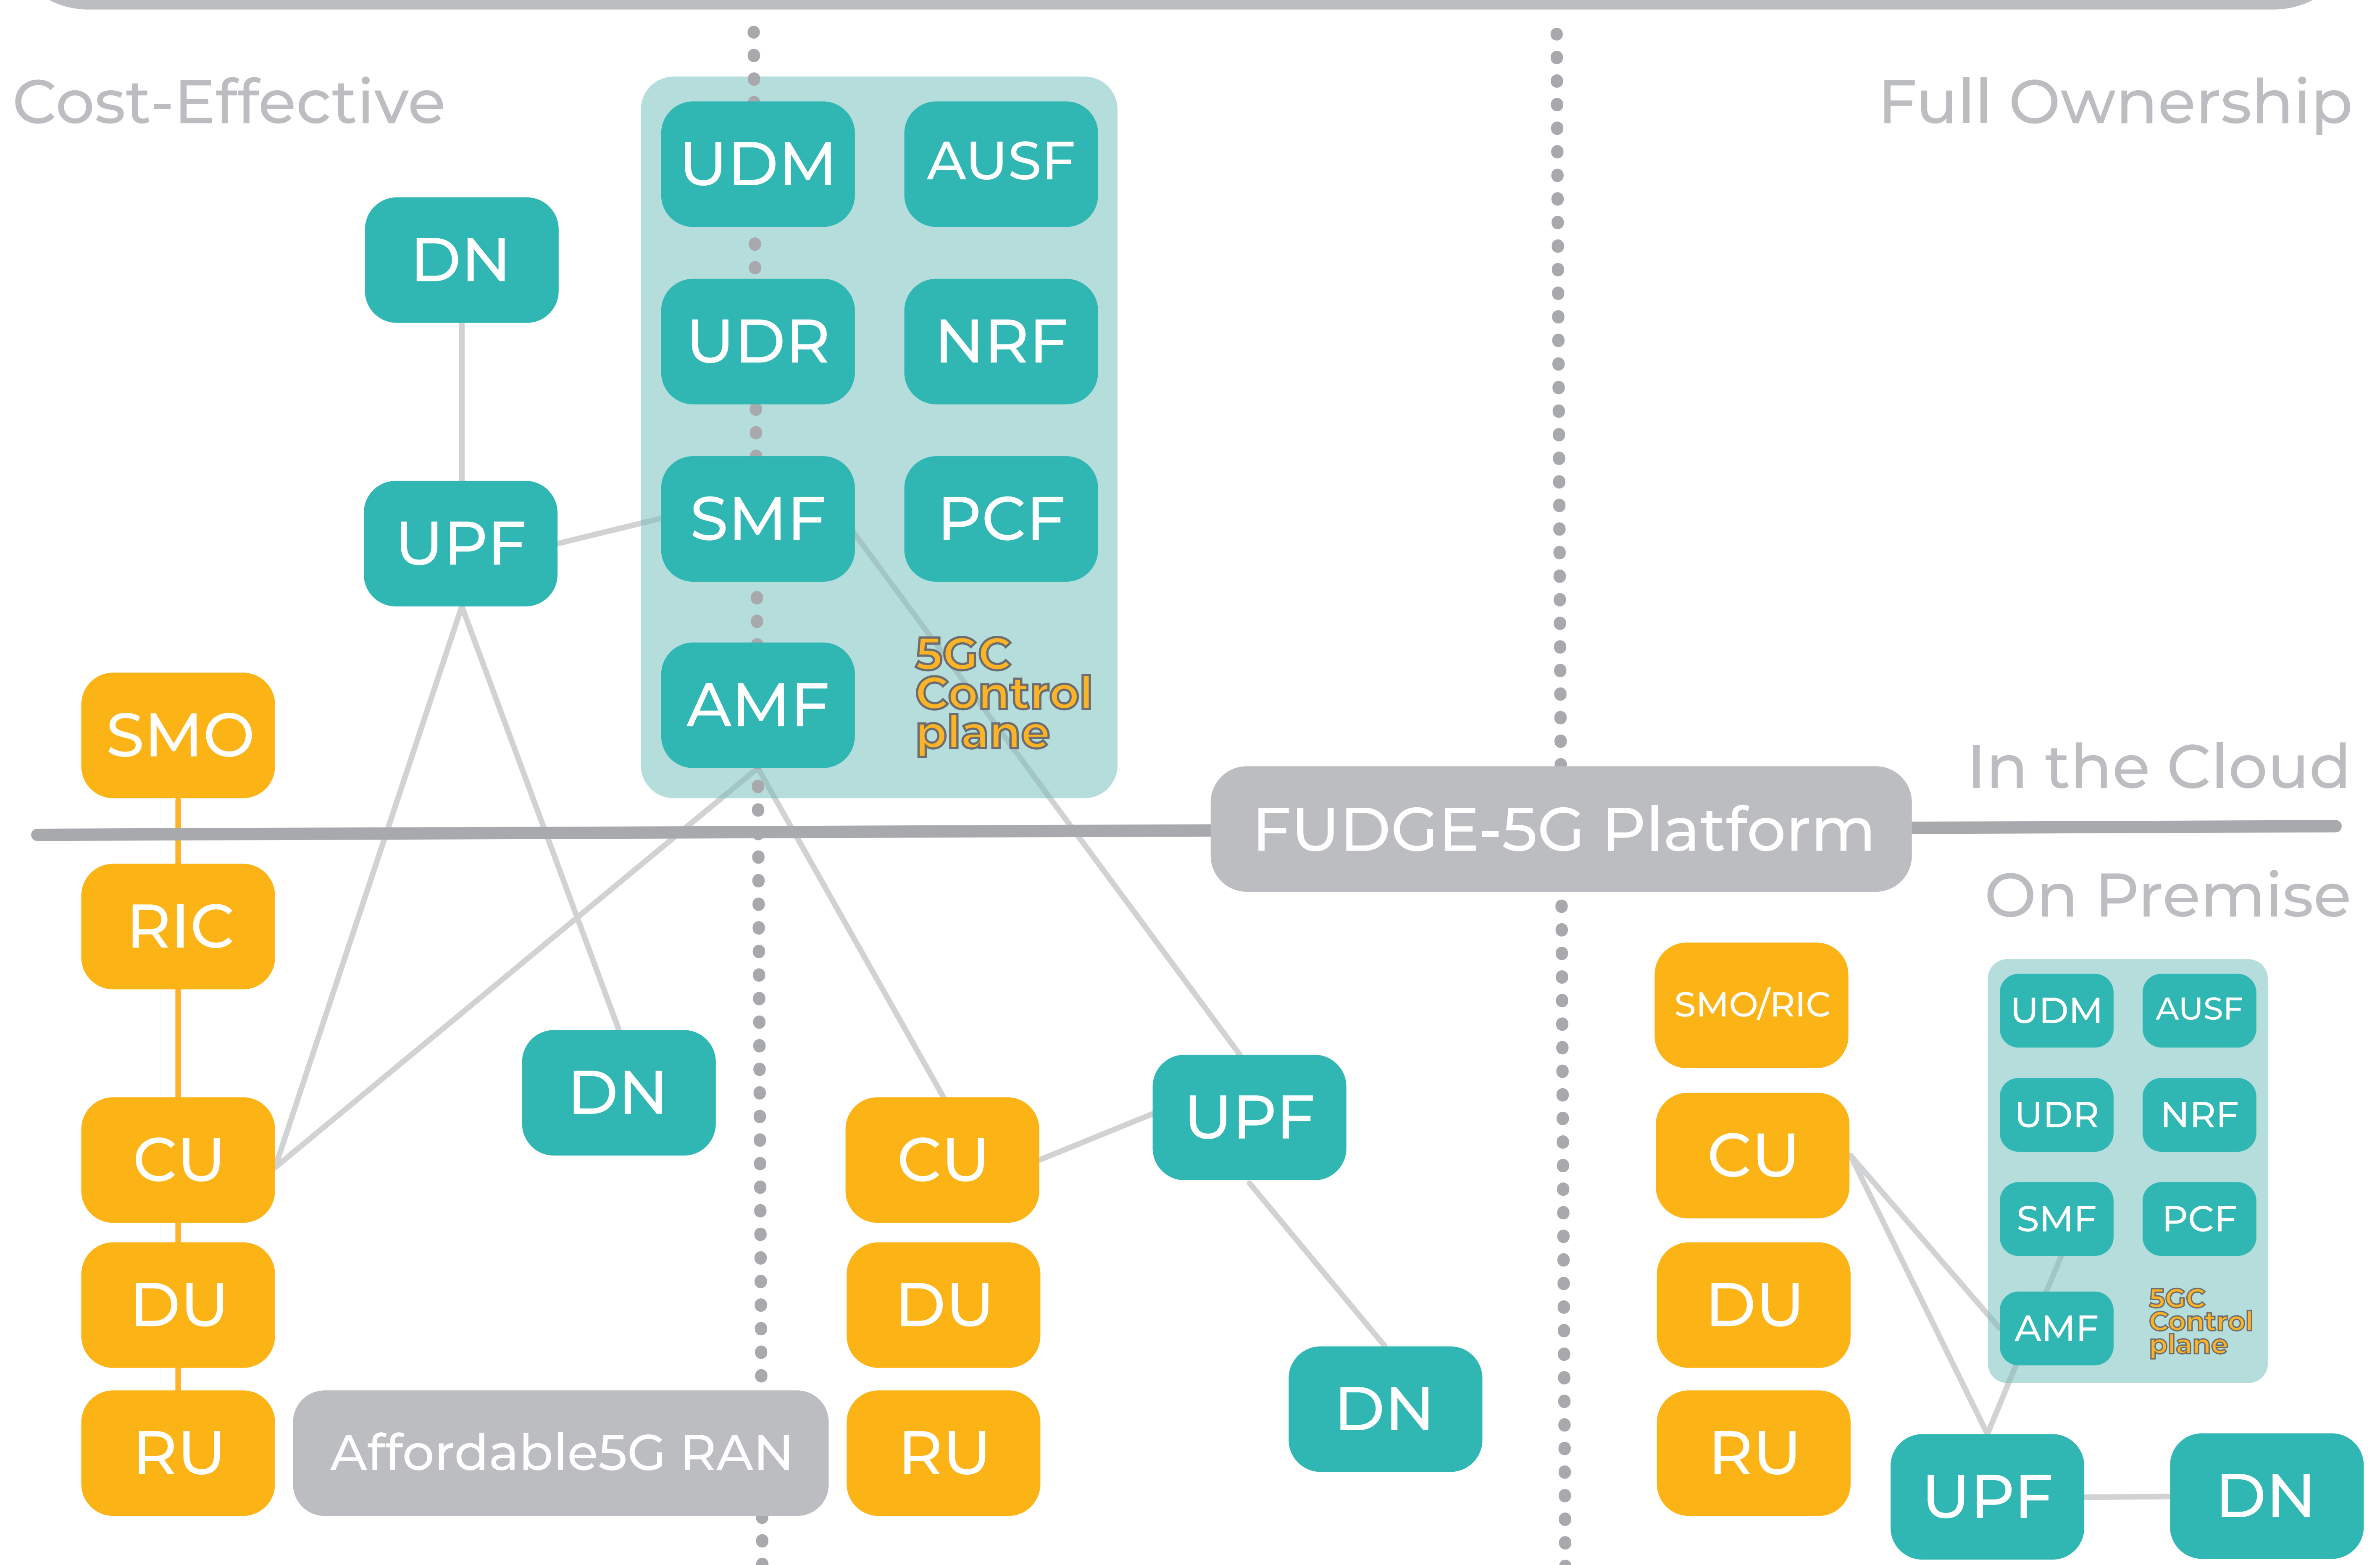 Cost-Effective
Full Ownership
UDM
AUSF
DN
UDR
NRF
UPF
SMF
PCF
SMO
AMF
5GC
Control
plane
In the Cloud
FUDGE-5G Platform
On Premise
RIC
SMO/RIC
UDM
AUSF
DN
UPF
UDR
NRF
CU
CU
CU
SMF
PCF
DU
DU
DU
AMF
5GC
Control
plane
DN
RU
Affordable5G RAN
RU
RU
UPF
DN